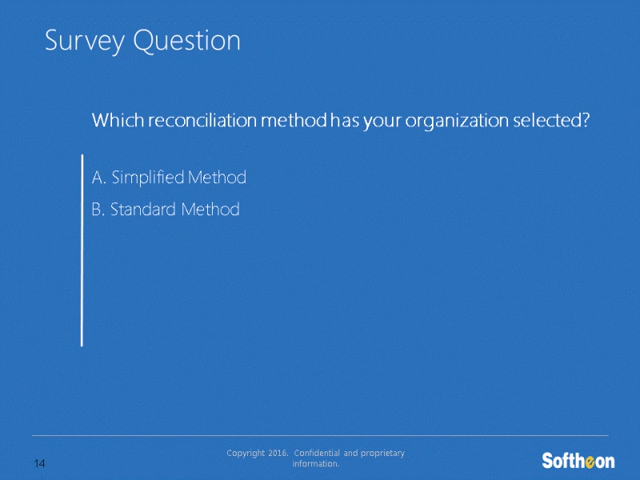 Survey Question
Which reconciliation method has your organization selected?
A. Simplified Method
B. Standard Method
14
Copyright 2016. Confidential and proprietary
information.
Softheon